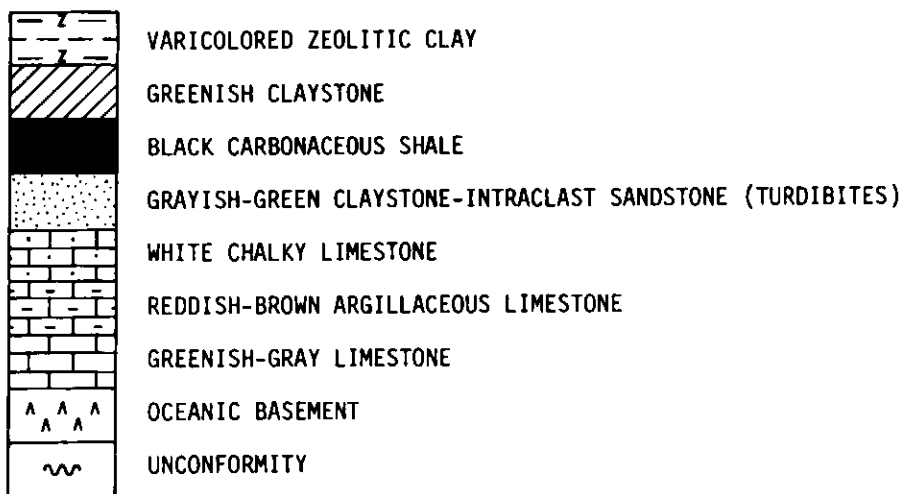 Z
VARICOLORED ZEOLITIC CLAY
Z
GREENISH CLAYSTONE
BLACK CARBONACEOUS SHALE
GRAYISH-GREEN CLAYSTONE-INTRACLAST SANDSTONE (TURDIBITES)
WHITE CHALKY LIMESTONE
REDDISH-BROWN ARGILLACEOUS LIMESTONE
GREENISH-GRAY LIMESTONE
OCEANIC BASEMENT
UNCONFORMITY